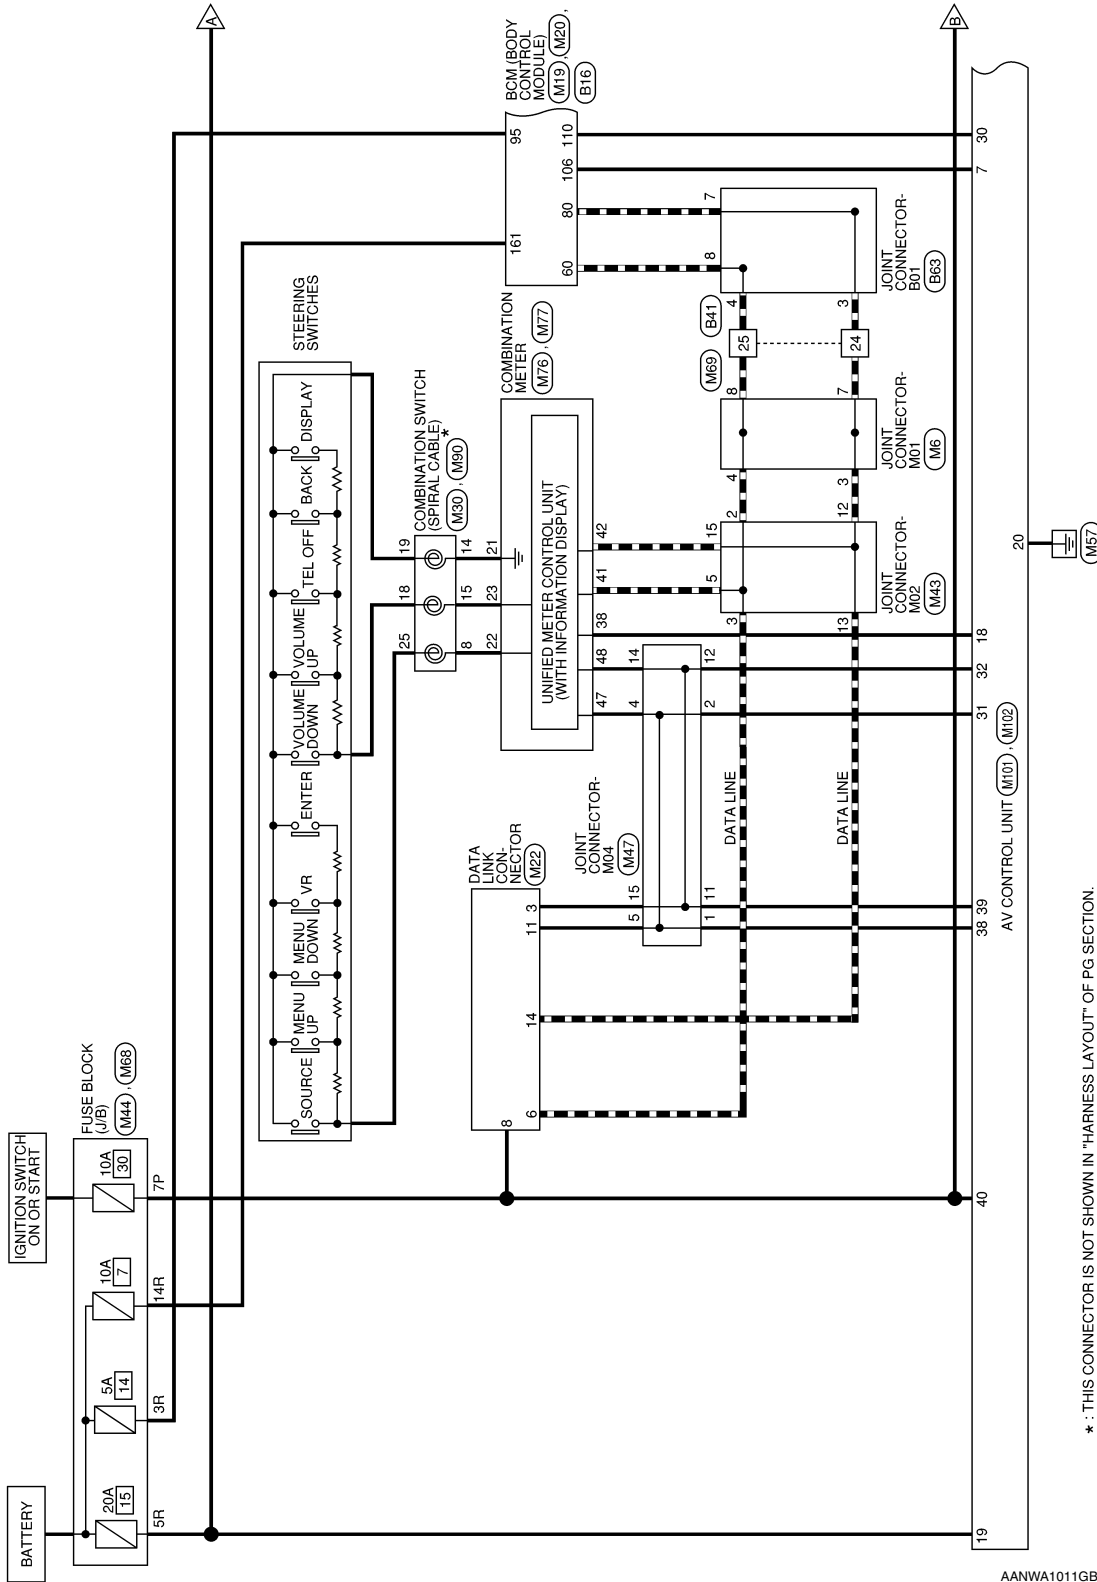 BATTERY
IGNITION SWITCH
ON OR START
FUSE BLOCK
(J/B)
M44 , M68
20A
15
5A
14
10A
7
10A
30
5R
3R
14R
7P
A
STEERING
SWITCHES
SOURCE
MENU
UP
MENU
DOWN
VR
ENTER
VOLUME
DOWN
VOLUME
UP
TEL OFF
BACK
DISPLAY
COMBINATION SWITCH
(SPIRAL CABLE) *
M30 , M90
25
18
19
8
15
14
DATA
LINK
CON-
NECTOR
M22
8
6
14
11
3
COMBINATION
METER
M76 , M77
22
23
21
UNIFIED METER CONTROL UNIT
(WITH INFORMATION DISPLAY)
47
48
38
41
42
BCM (BODY
CONTROL
MODULE)
M19 , M20 ,
B16
161
95
60
80
106
110
JOINT
CONNECTOR-
M04
M47
5
15
4
14
1
11
2
12
DATA LINE
DATA LINE
3
5
15
2
13
12
JOINT
CONNECTOR-
M02
M43
4
8
3
7
JOINT
CONNECTOR-
M01
M6
M69
B41
25
24
4
8
7
3
JOINT
CONNECTOR-
B01
B63
B
19
40
38
39
31
32
18
7
30
AV CONTROL UNIT M101 , M102
20
M57
* : THIS CONNECTOR IS NOT SHOWN IN "HARNESS LAYOUT" OF PG SECTION.
AANWA1011GB